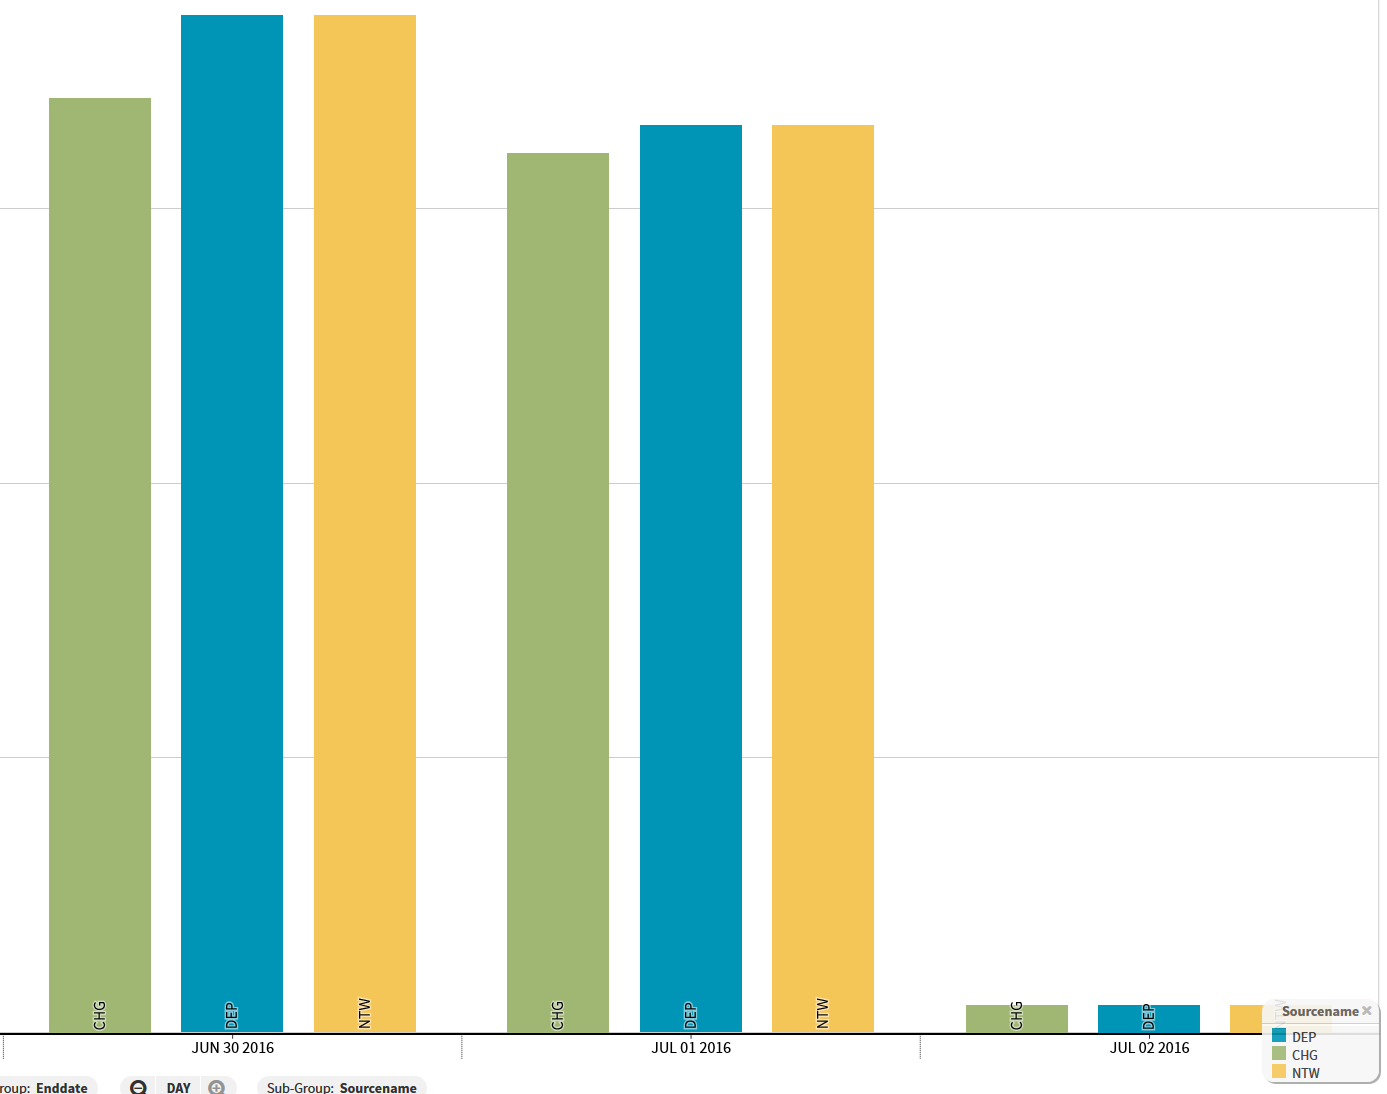 CHG
DEP
NTW
CHG
DEP
NTW
CHG
DEP
JUN 30 2016
JUL 01 2016
JUL 02 2016
Sourcename
DEP
CHG
NTW
roup: Enddate
DAY
Sub-Group: Sourcename